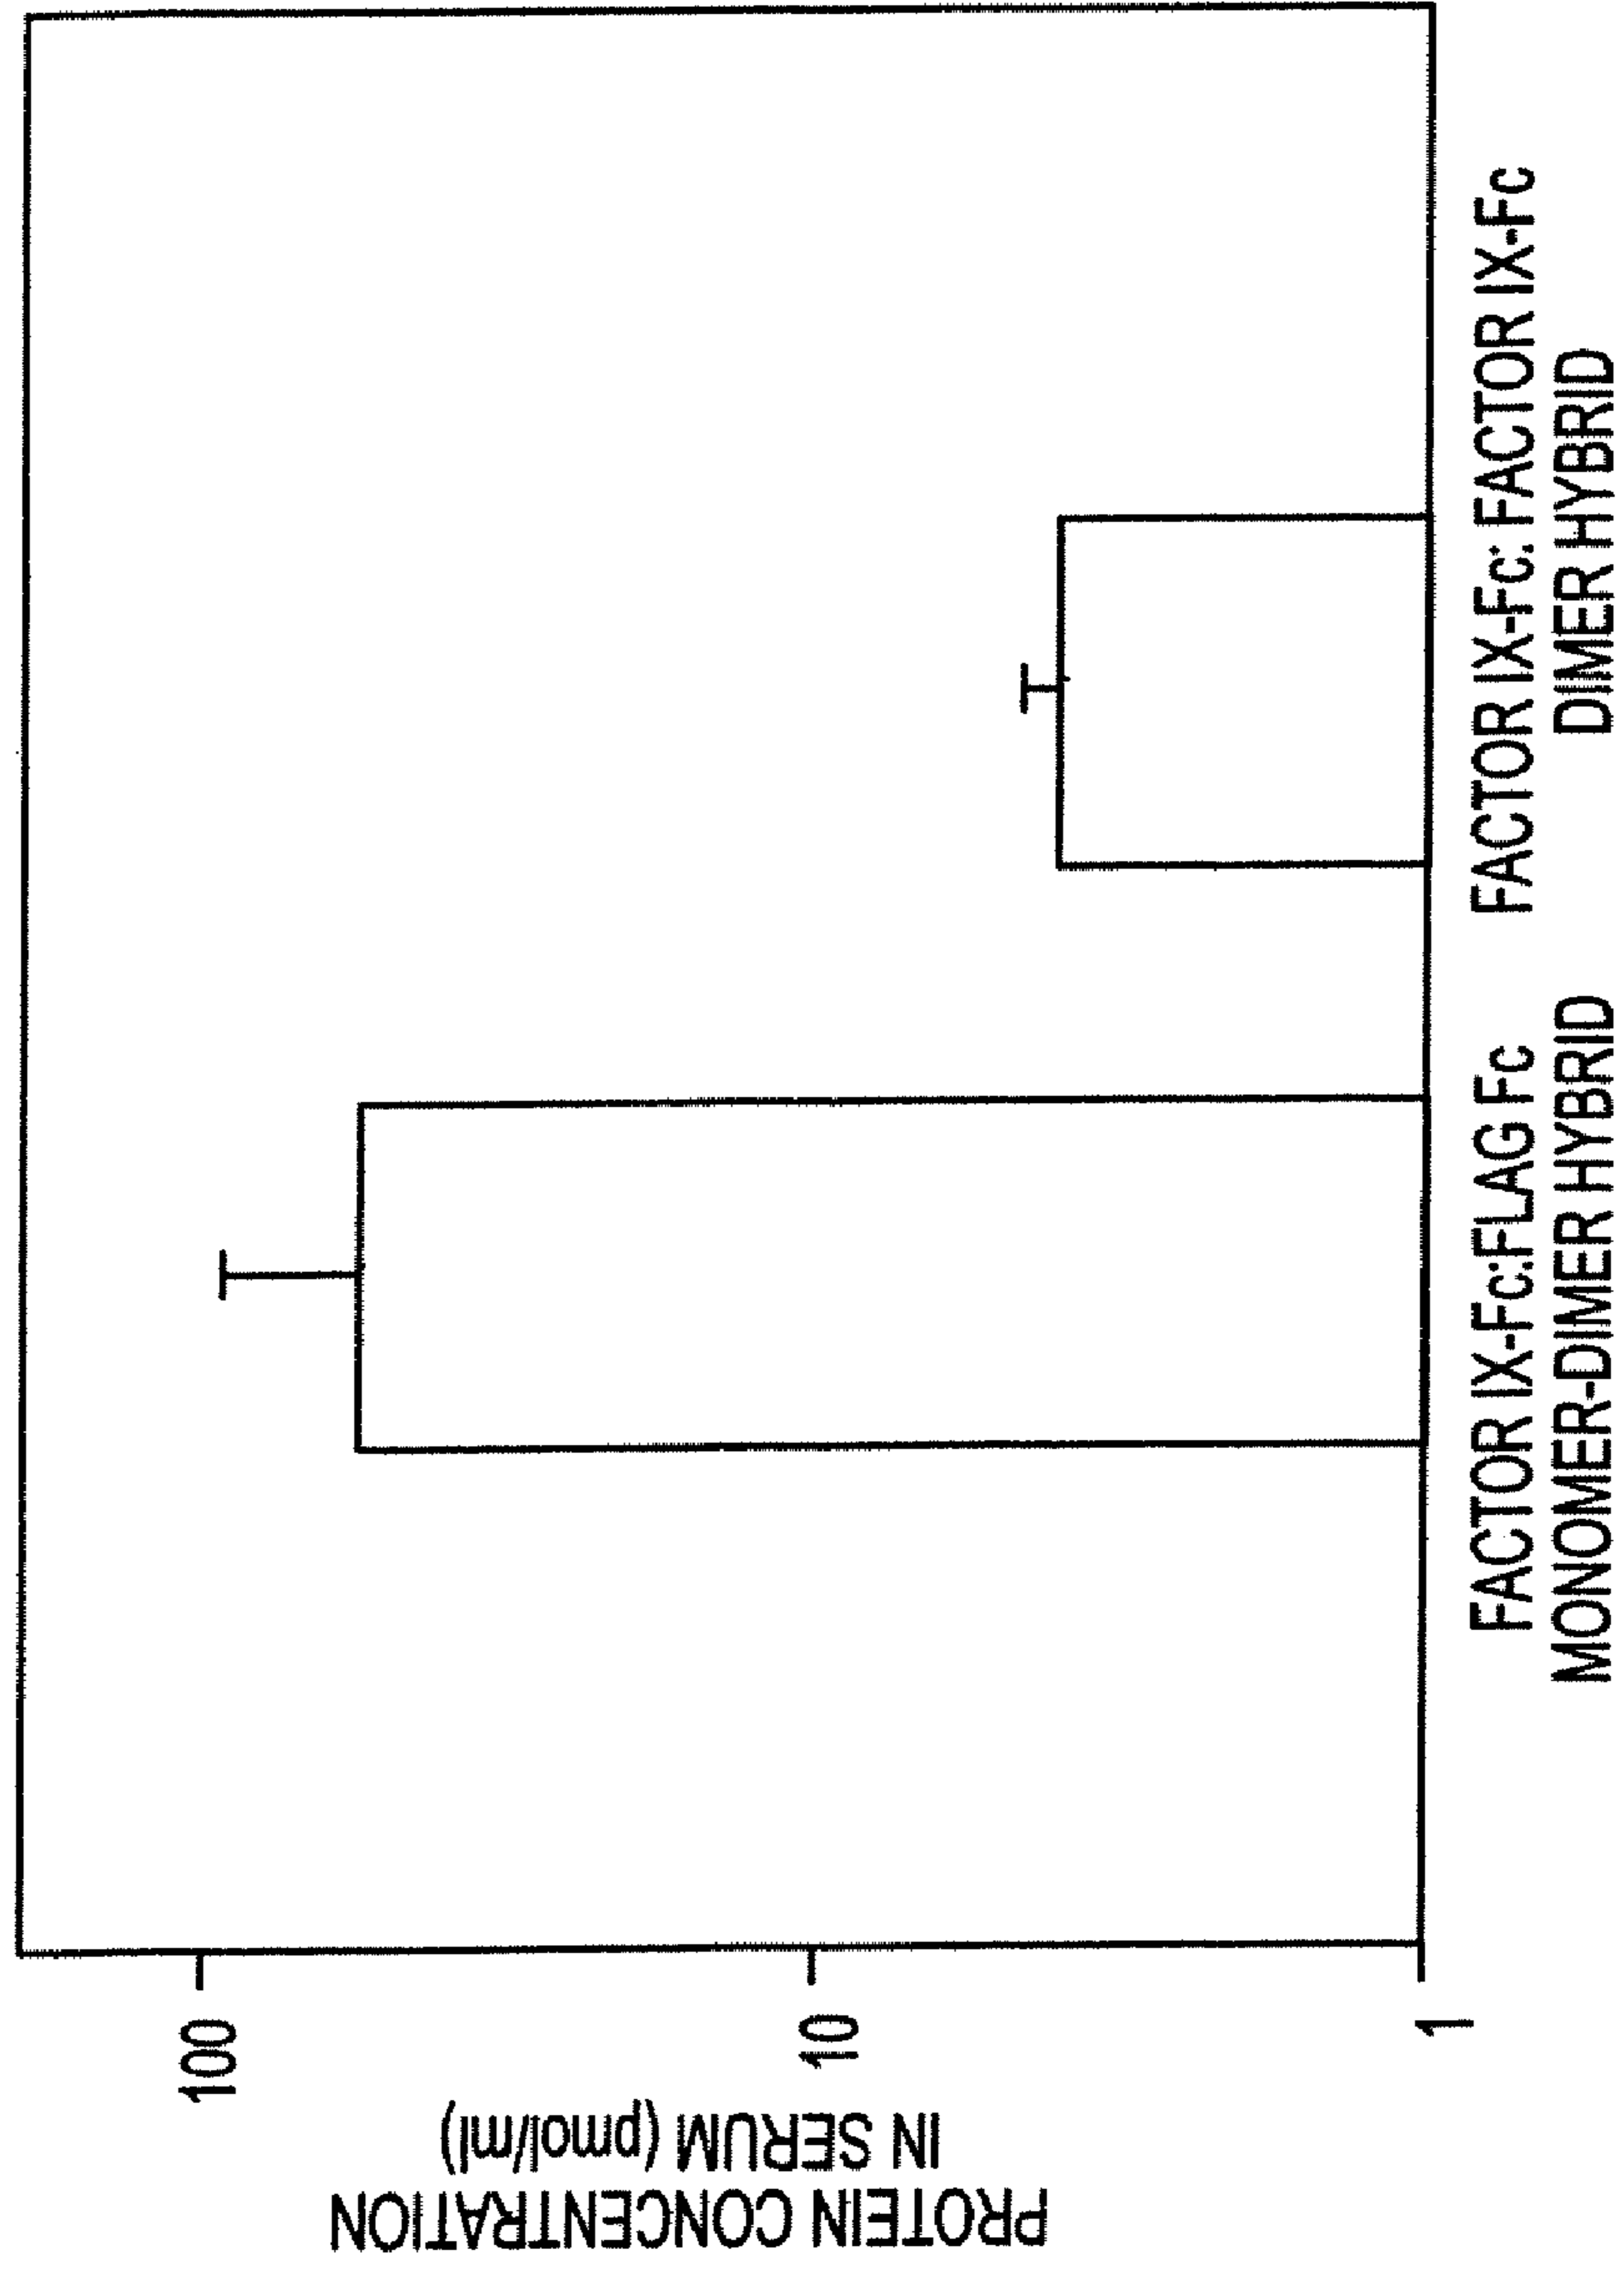 PROTEIN CONCENTRATION
IN SERUM (pmol/ml)
100
10
1
FACTOR IX-Fc:FLAG Fc
MONOMER-DIMER HYBRID
FACTOR IX-Fc: FACTOR IX-Fc
DIMER HYBRID